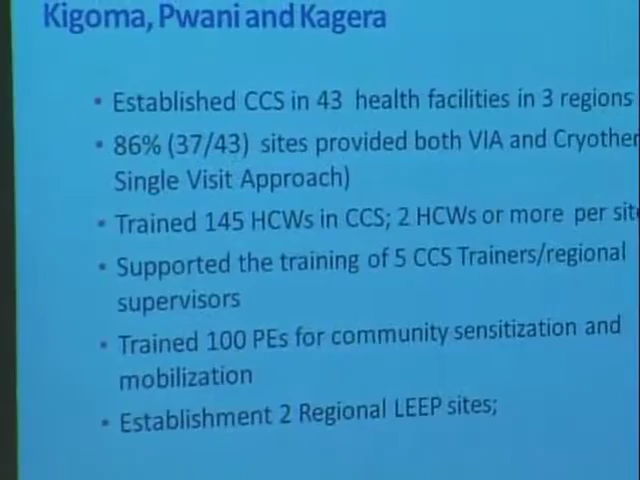 Kigoma, Pwani and Kagera
• Established CCS in 43 health facilities in 3 regions
• 86% (37/43) sites provided both VIA and Cryother
Single Visit Approach)
• Trained 145 HCWs in CCS; 2 HCWs or more per site
• Supported the training of 5 CCS Trainers/regional
supervisors
• Trained 100 PEs for community sensitization and
mobilization
• Establishment 2 Regional LEEP sites;